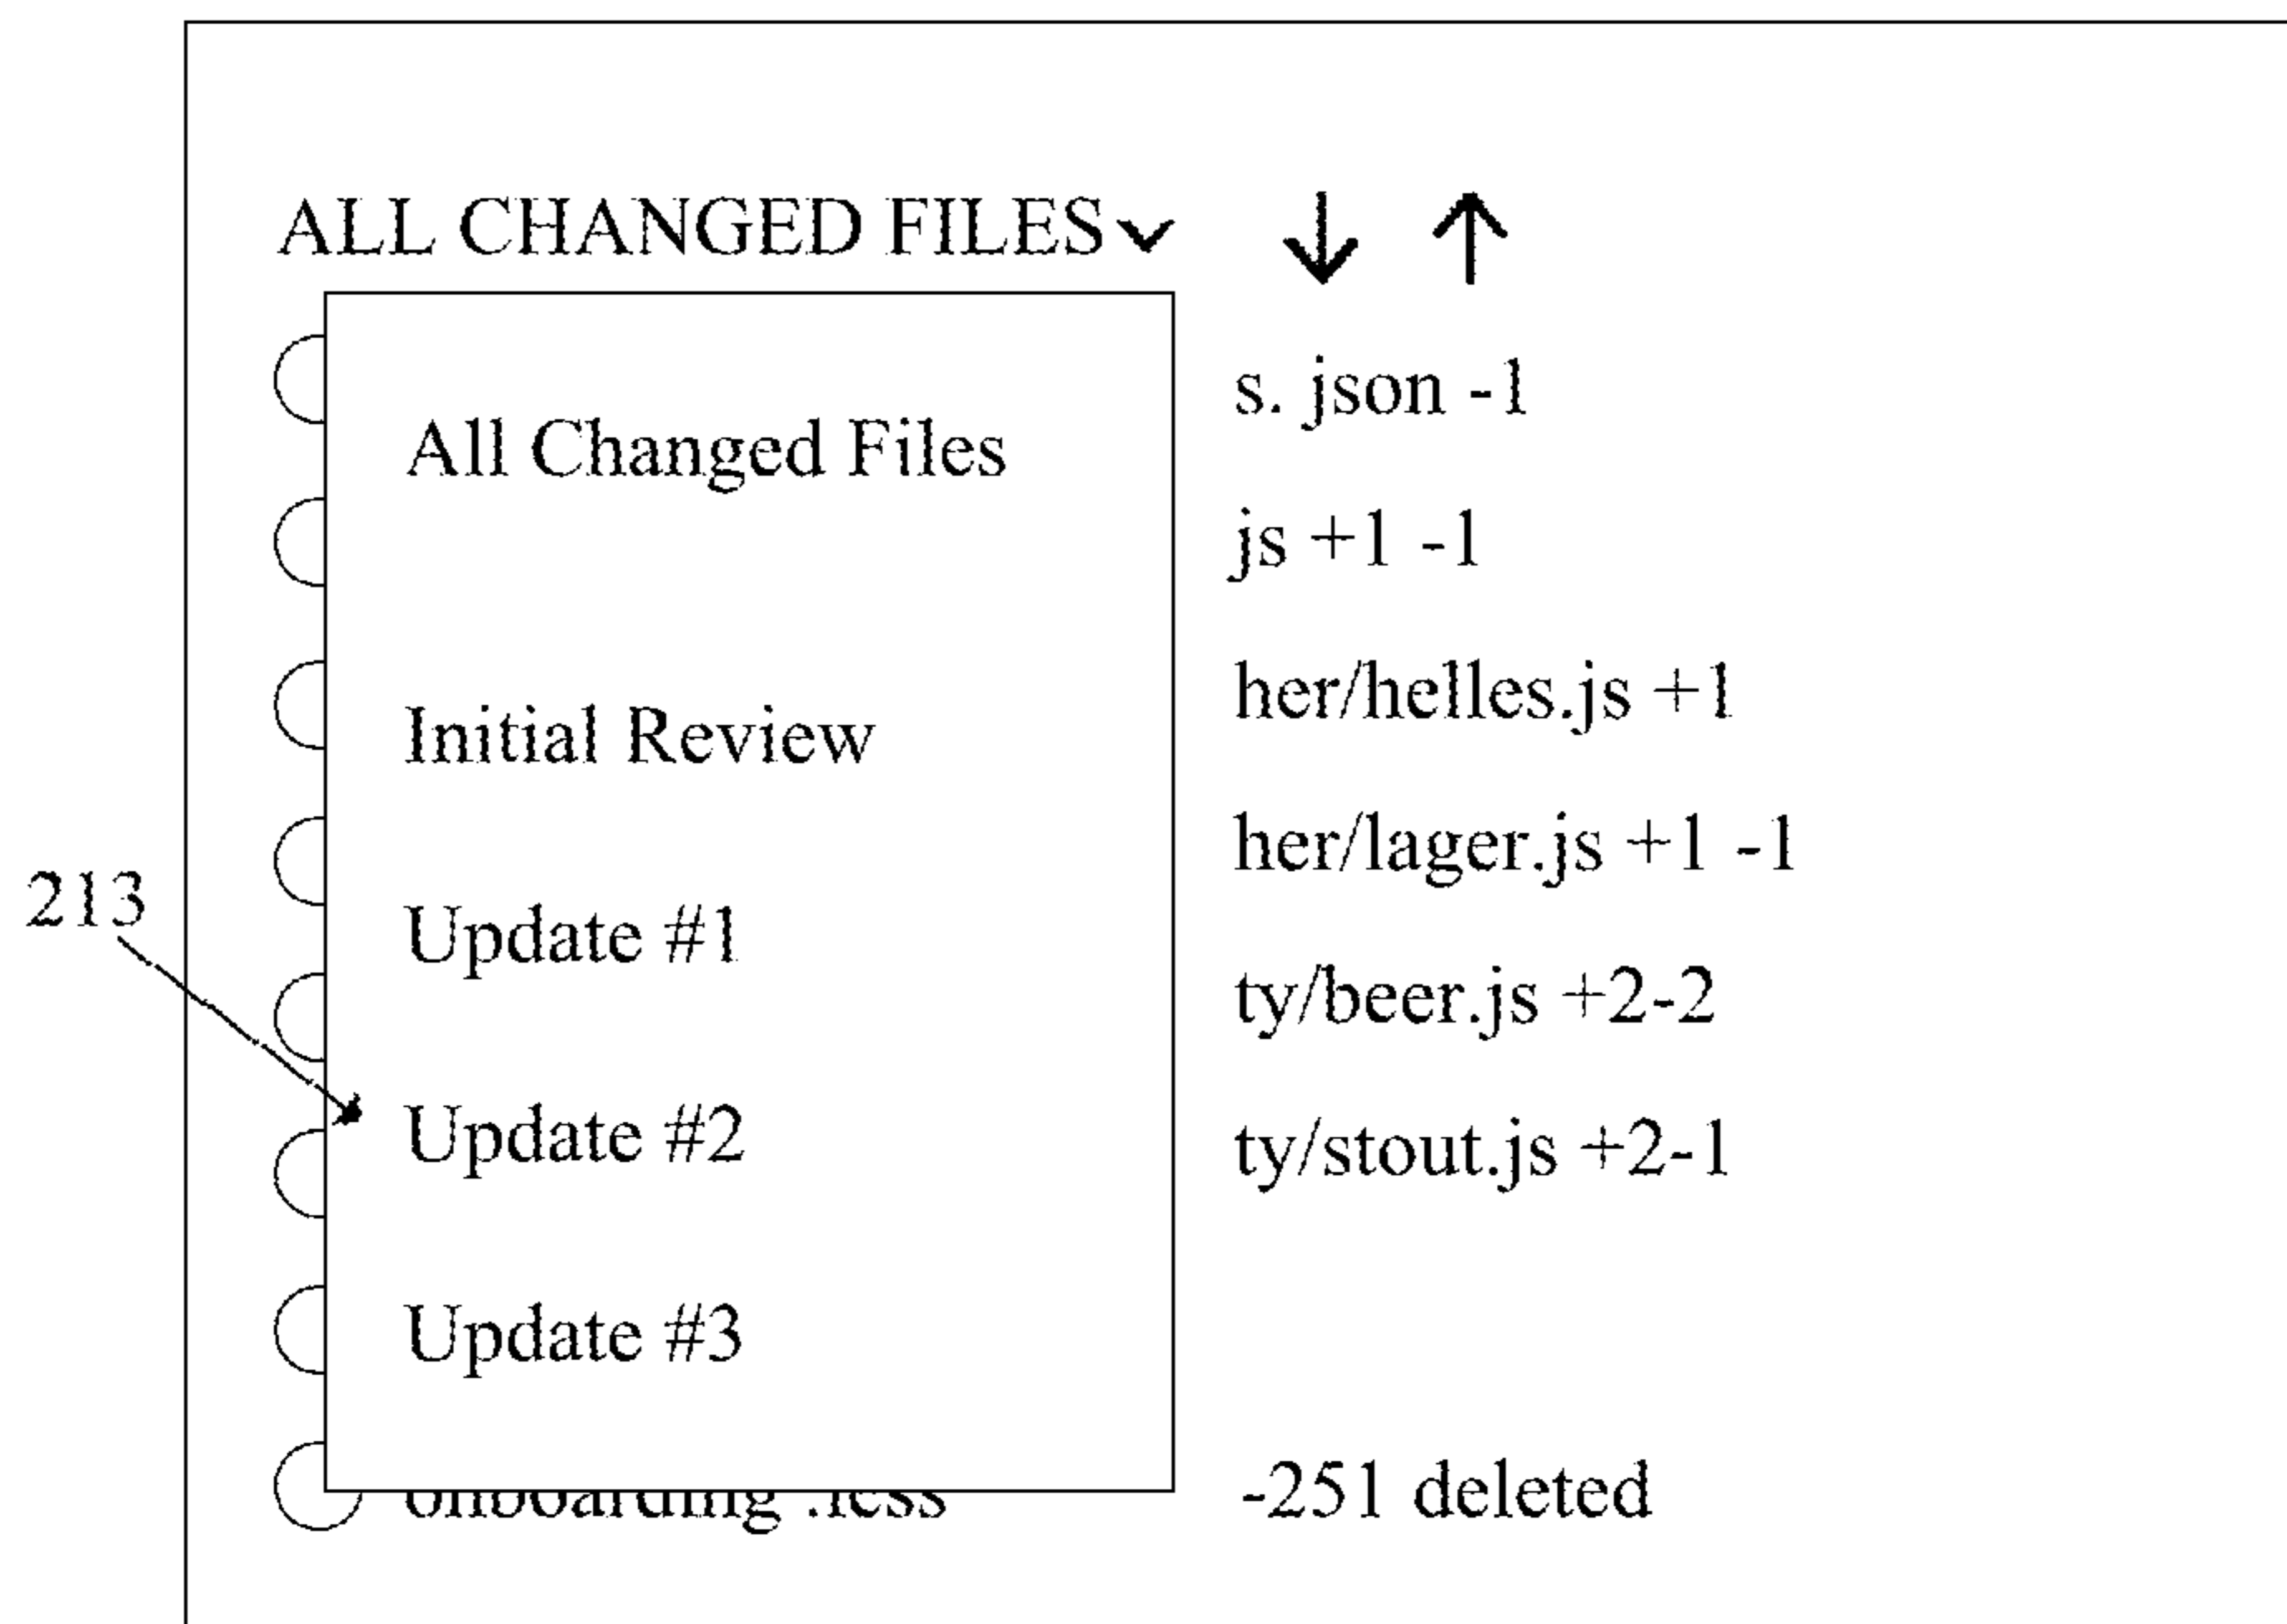 ALL CHANGED FILES
s. json -1
All Changed Files
js +1 -1
her/helles.js +1
Initial Review
her/lager.js +1 -1
213
Update #1
ty/beer.js +2-2
Update #2
ty/stout.js +2-1
Update #3
onboarding .less
-251 deleted